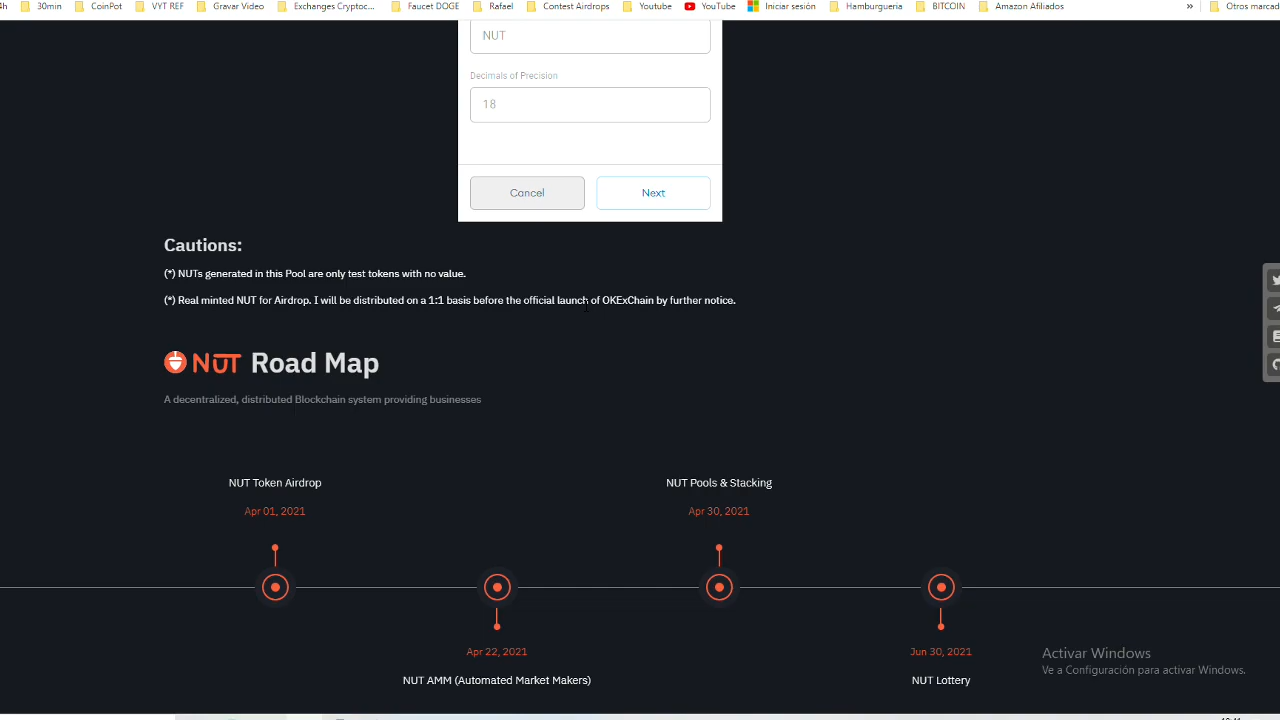 30min CoinPot VYT REF Gravar Video Exchanges Cryptoc... Faucet DOGE Rafael Contest Airdrops Youtube YouTube Iniciar sesión Hamburgueria BITCOIN Amazon Afiliados » Otros marcad
NUT
Decimals of Precision
18
Cancel Next
Cautions:
(*) NUTs generated in this Pool are only test tokens with no value.
(*) Real minted NUT for Airdrop. I will be distributed on a 1:1 basis before the official launch of OKExChain by further notice.
NUT Road Map
A decentralized, distributed Blockchain system providing businesses
NUT Token Airdrop NUT Pools & Stacking
Apr 01, 2021 Apr 30, 2021
Apr 22, 2021 Jun 30, 2021
NUT AMM (Automated Market Makers) NUT Lottery
Activar Windows
Ve a Configuración para activar Windows.